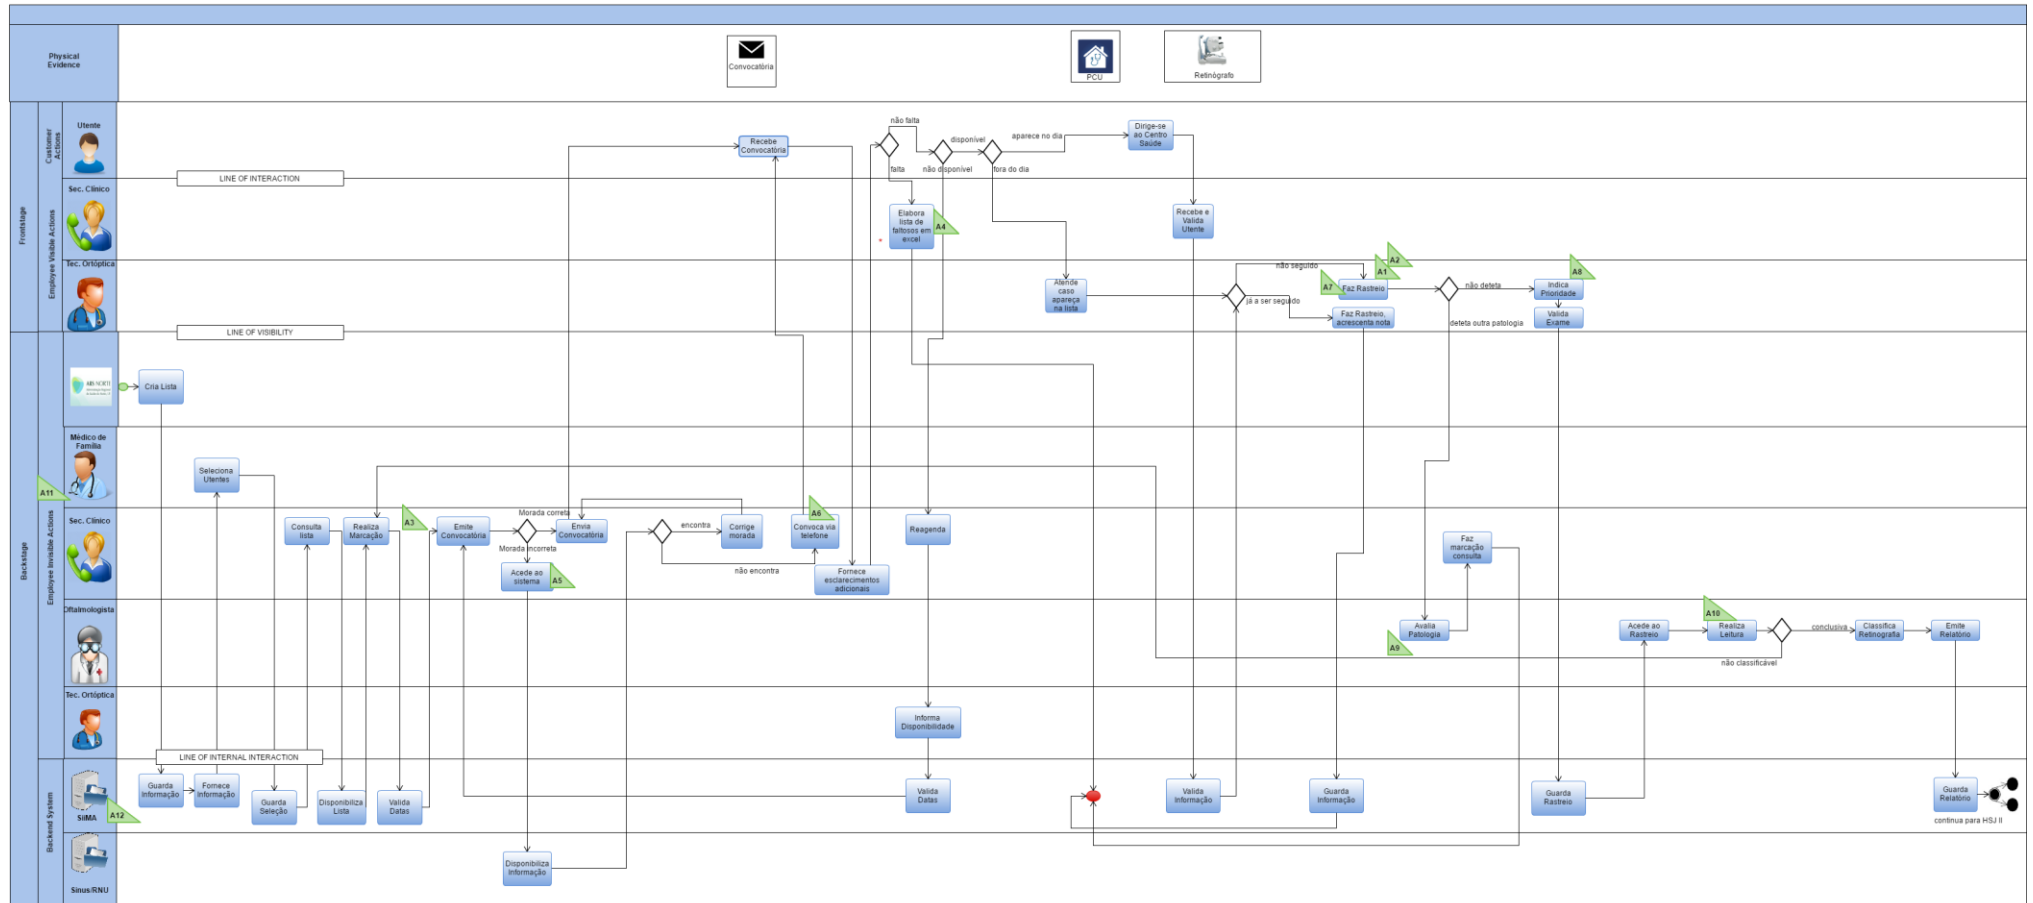 Physical
Evidence
Convocatória
PCU
Retinógrafo
Frontstage
Customer
Actions
Utente
Recebe
Convocatória
não falta
falta
disponível
não disponível
aparece no dia
fora do dia
Dirige-se
ao Centro
Saúde
LINE OF INTERACTION
Employee Visible Actions
Sec. Clínico
Elabora
lista de
faltosos em
excel
A4
Recebe e
Valida
Utente
Tec. Ortóptica
Atende
caso
apareça
na lista
não seguido
já a ser seguido
A7
A1
A2
Faz Rastreio
Faz Rastreio,
acrescenta nota
não deteta
deteta outra patologia
A8
Indica
Prioridade
Valida
Exame
LINE OF VISIBILITY
Backstage
Employee Invisible Actions
Cria Lista
A11
Médico de
Família
Seleciona
Utentes
Sec. Clínico
Consulta
lista
Realiza
Marcação
A3
Emite
Convocatória
Morada correta
Morada incorreta
Envia
Convocatória
Acede ao
sistema
A5
encontra
não encontra
Corrige
morada
A6
Convoca via
telefone
Fornece
esclarecimentos
adicionais
Reagenda
Faz
marcação
consulta
Oftalmologista
Avalia
Patologia
A9
Acede ao
Rastreio
A10
Realiza
Leitura
conclusiva
não classificável
Classifica
Retinografia
Emite
Relatório
Tec. Ortóptica
Informa
Disponibilidade
LINE OF INTERNAL INTERACTION
Backend System
SiiMA
A12
Guarda
Informação
Fornece
Informação
Guarda
Seleção
Disponibiliza
Lista
Valida
Datas
Valida
Datas
Valida
Informação
Guarda
Informação
Guarda
Rastreio
Guarda
Relatório
continua para HSJ II
Sinus/RNU
Disponibiliza
Informação